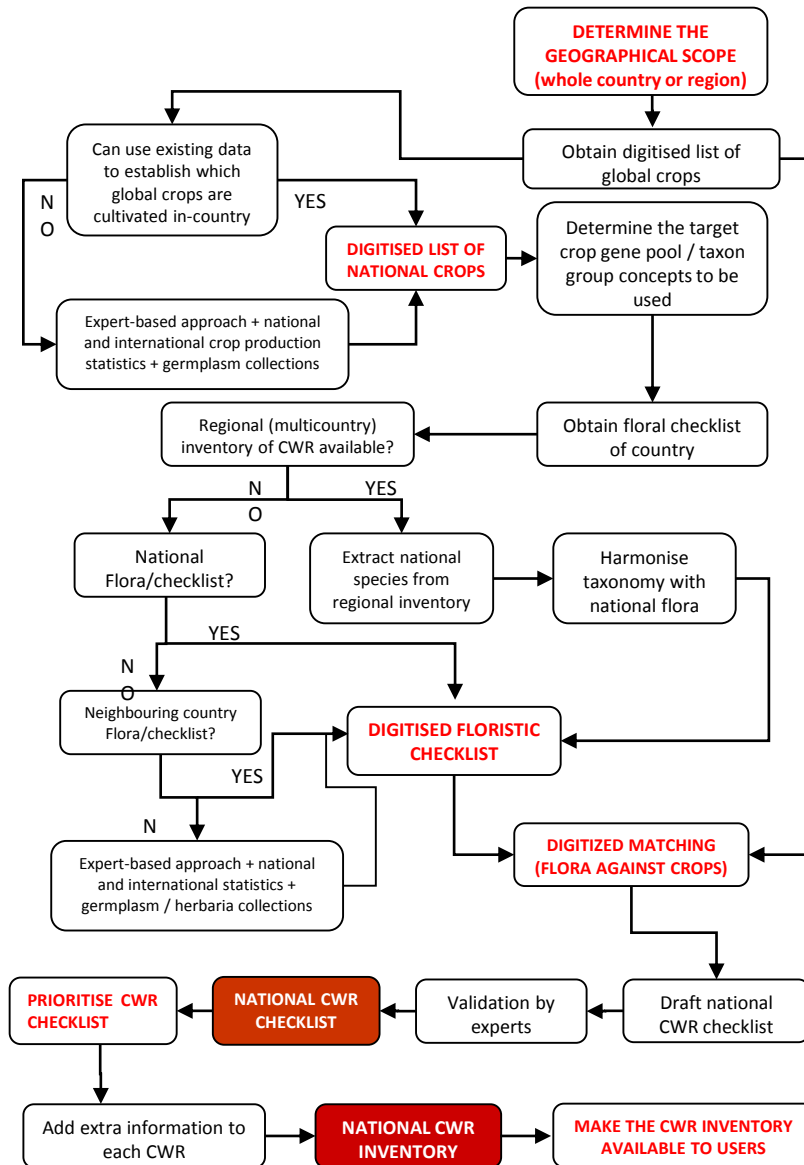 DETERMINE THE
GEOGRAPHICAL SCOPE
(whole country or region)
Obtain digitised list of
global crops
Can use existing data
to establish which
global crops are
cultivated in-country
N
O
YES
Expert-based approach + national
and international crop production
statistics + germplasm collections
DIGITISED LIST OF
NATIONAL CROPS
Determine the target
crop gene pool / taxon
group concepts to be
used
Obtain floral checklist
of country
Regional (multicountry)
inventory of CWR available?
N
O
YES
National
Flora/checklist?
Extract national
species from
regional inventory
Harmonise
taxonomy with
national flora
YES
N
O
Neighbouring country
Flora/checklist?
DIGITISED FLORISTIC
CHECKLIST
YES
N
Expert-based approach + national
and international statistics +
germplasm / herbaria collections
DIGITIZED MATCHING
(FLORA AGAINST CROPS)
Draft national
CWR checklist
Validation by
experts
NATIONAL CWR
CHECKLIST
PRIORITISE CWR
CHECKLIST
Add extra information to
each CWR
NATIONAL CWR
INVENTORY
MAKE THE CWR INVENTORY
AVAILABLE TO USERS